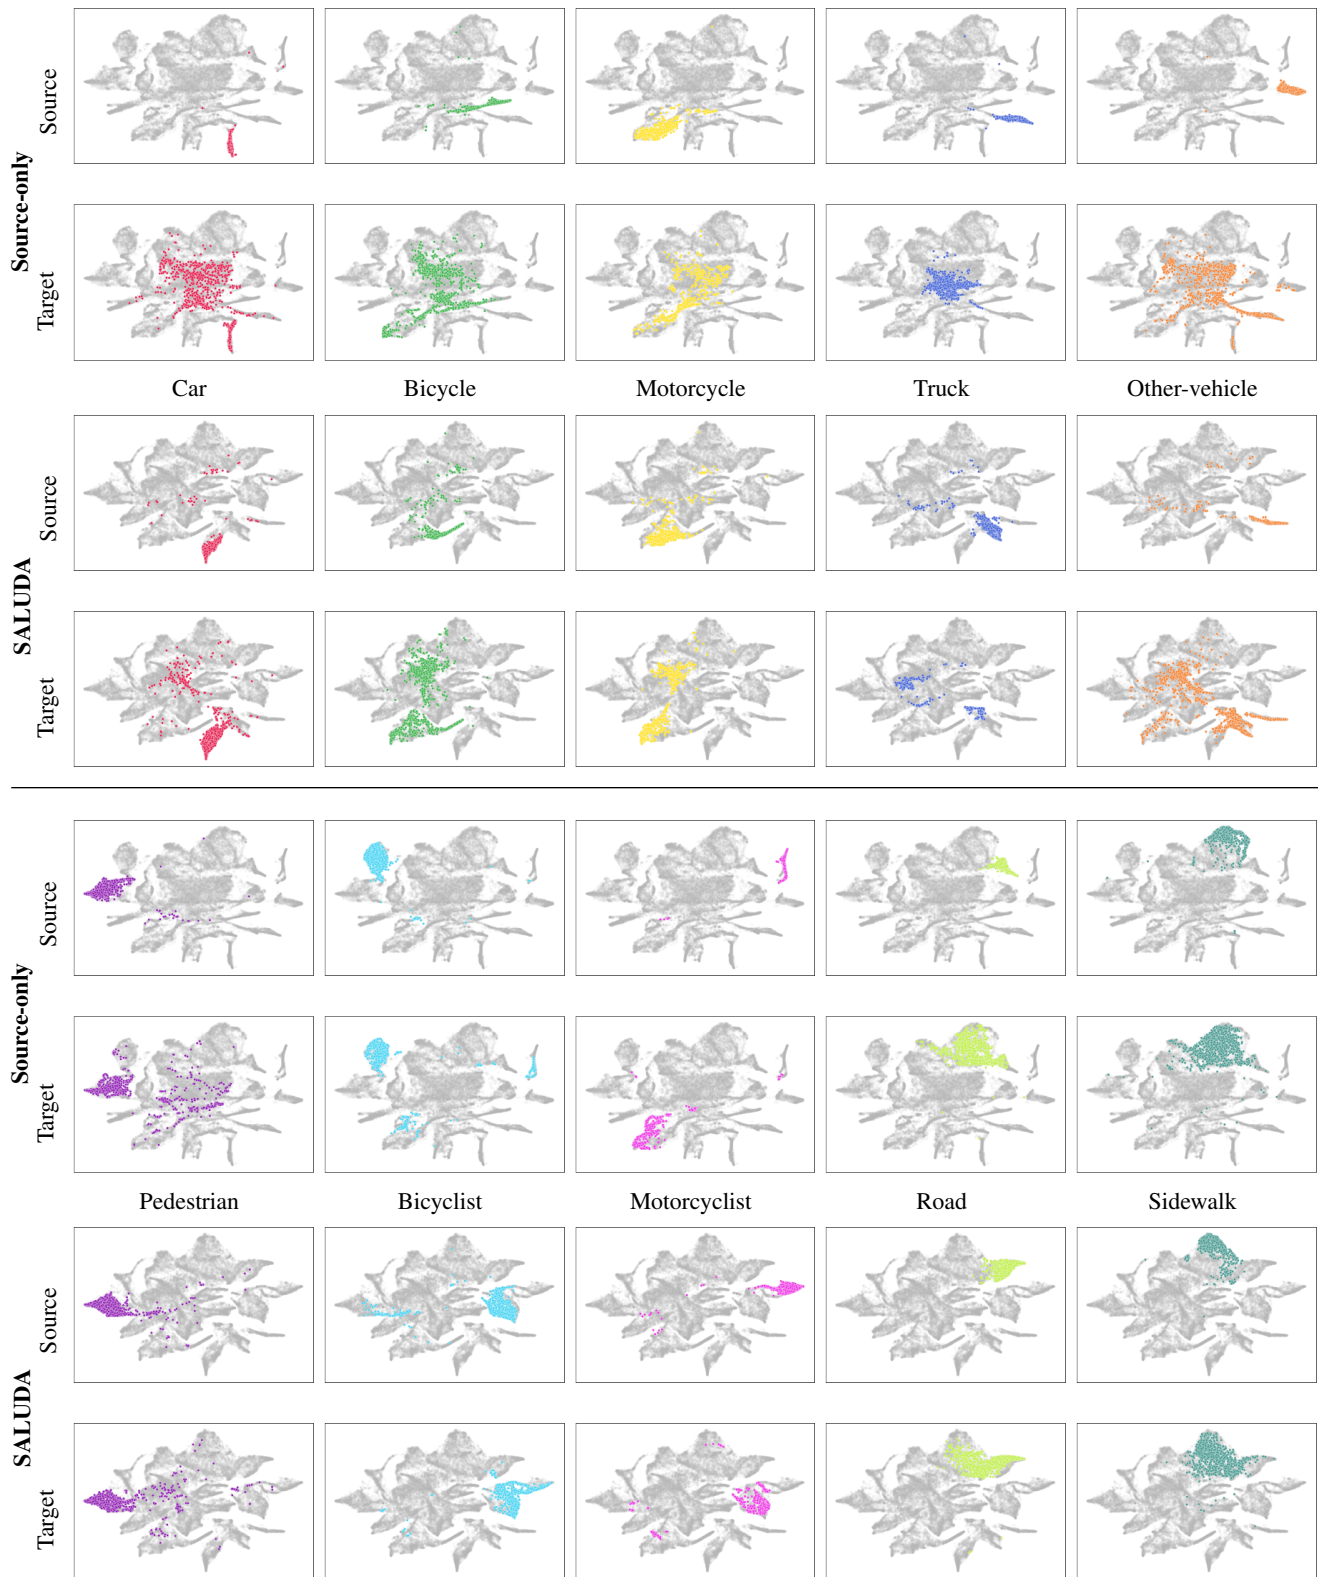 Source-only
Source
Target
Car Bicycle Motorcycle Truck Other-vehicle
SALUDA
Source
Target
Source-only
Source
Target
Pedestrian Bicyclist Motorcyclist Road Sidewalk
SALUDA
Source
Target